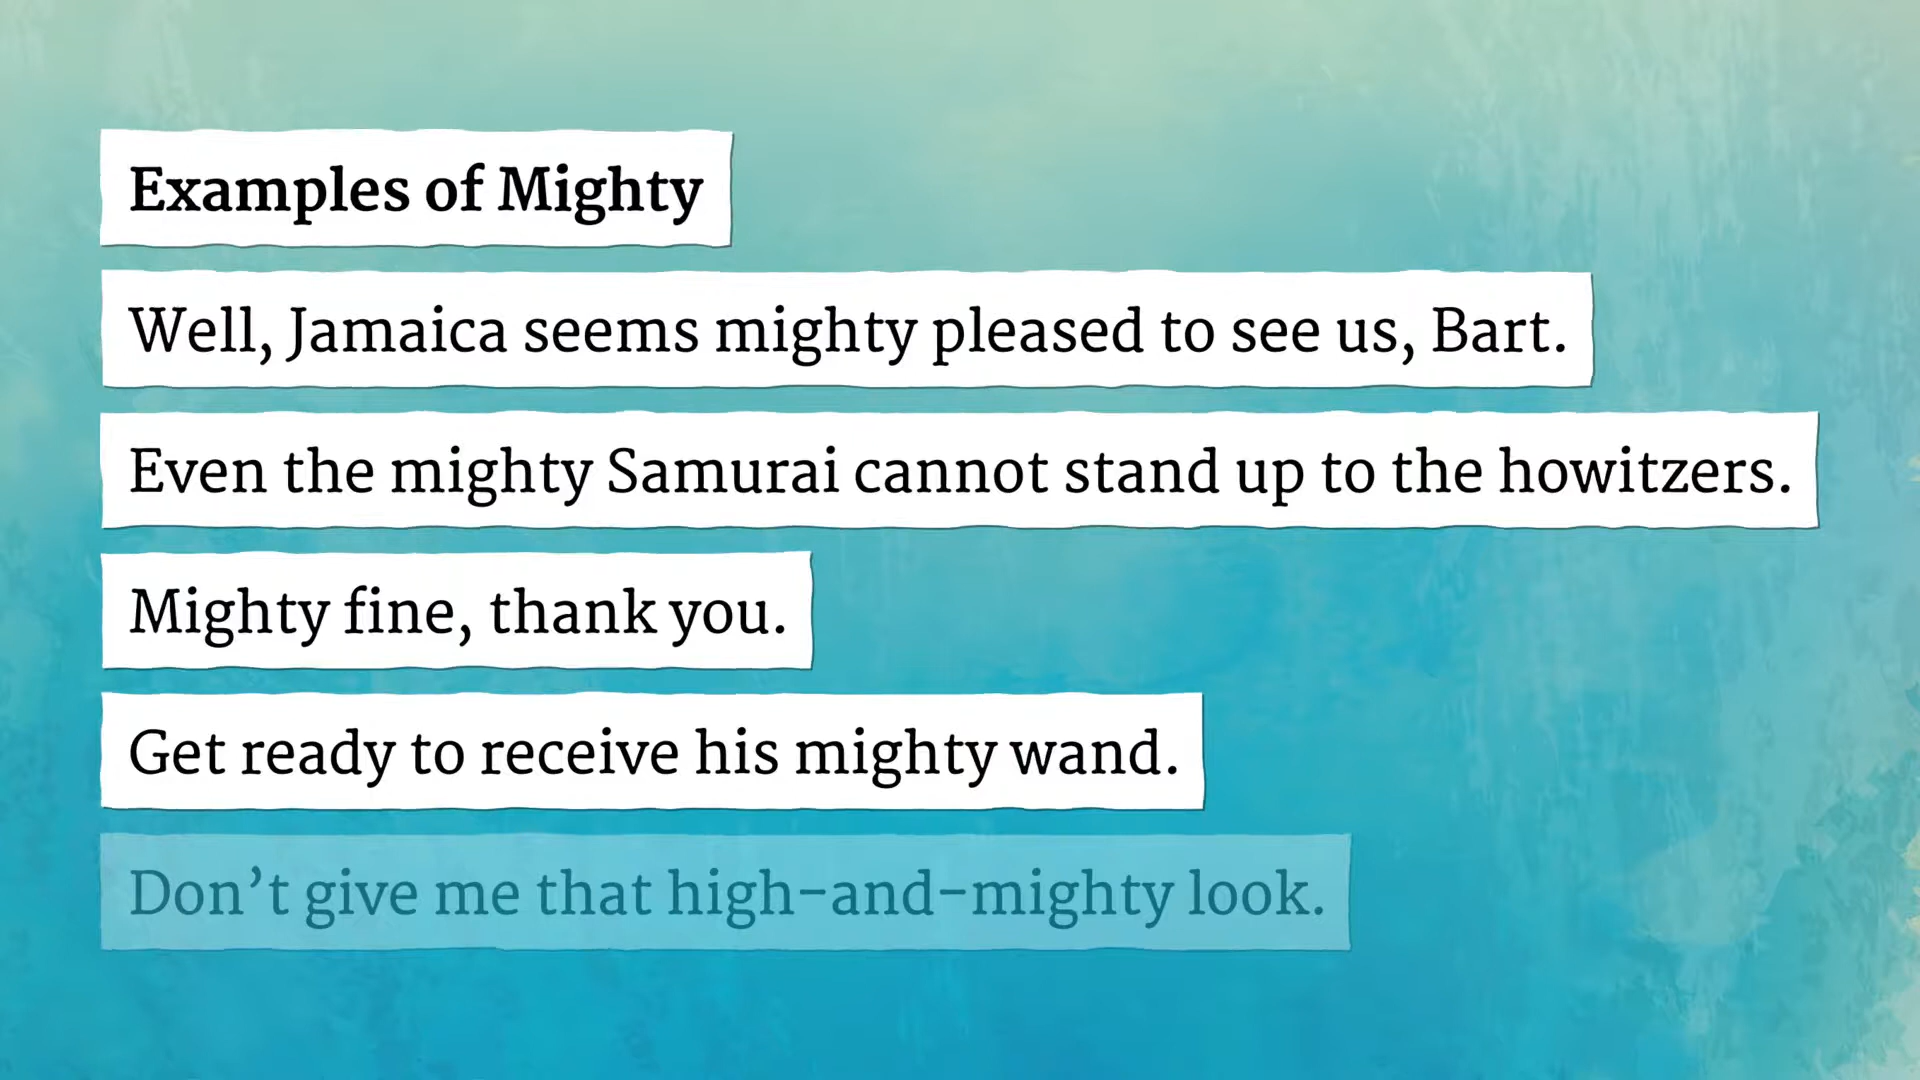 Examples of Mighty
Well, Jamaica seems mighty pleased to see us, Bart.
Even the mighty Samurai cannot stand up to the howitzers.
Mighty fine, thank you.
Get ready to receive his mighty wand.
Don’t give me that high-and-mighty look.